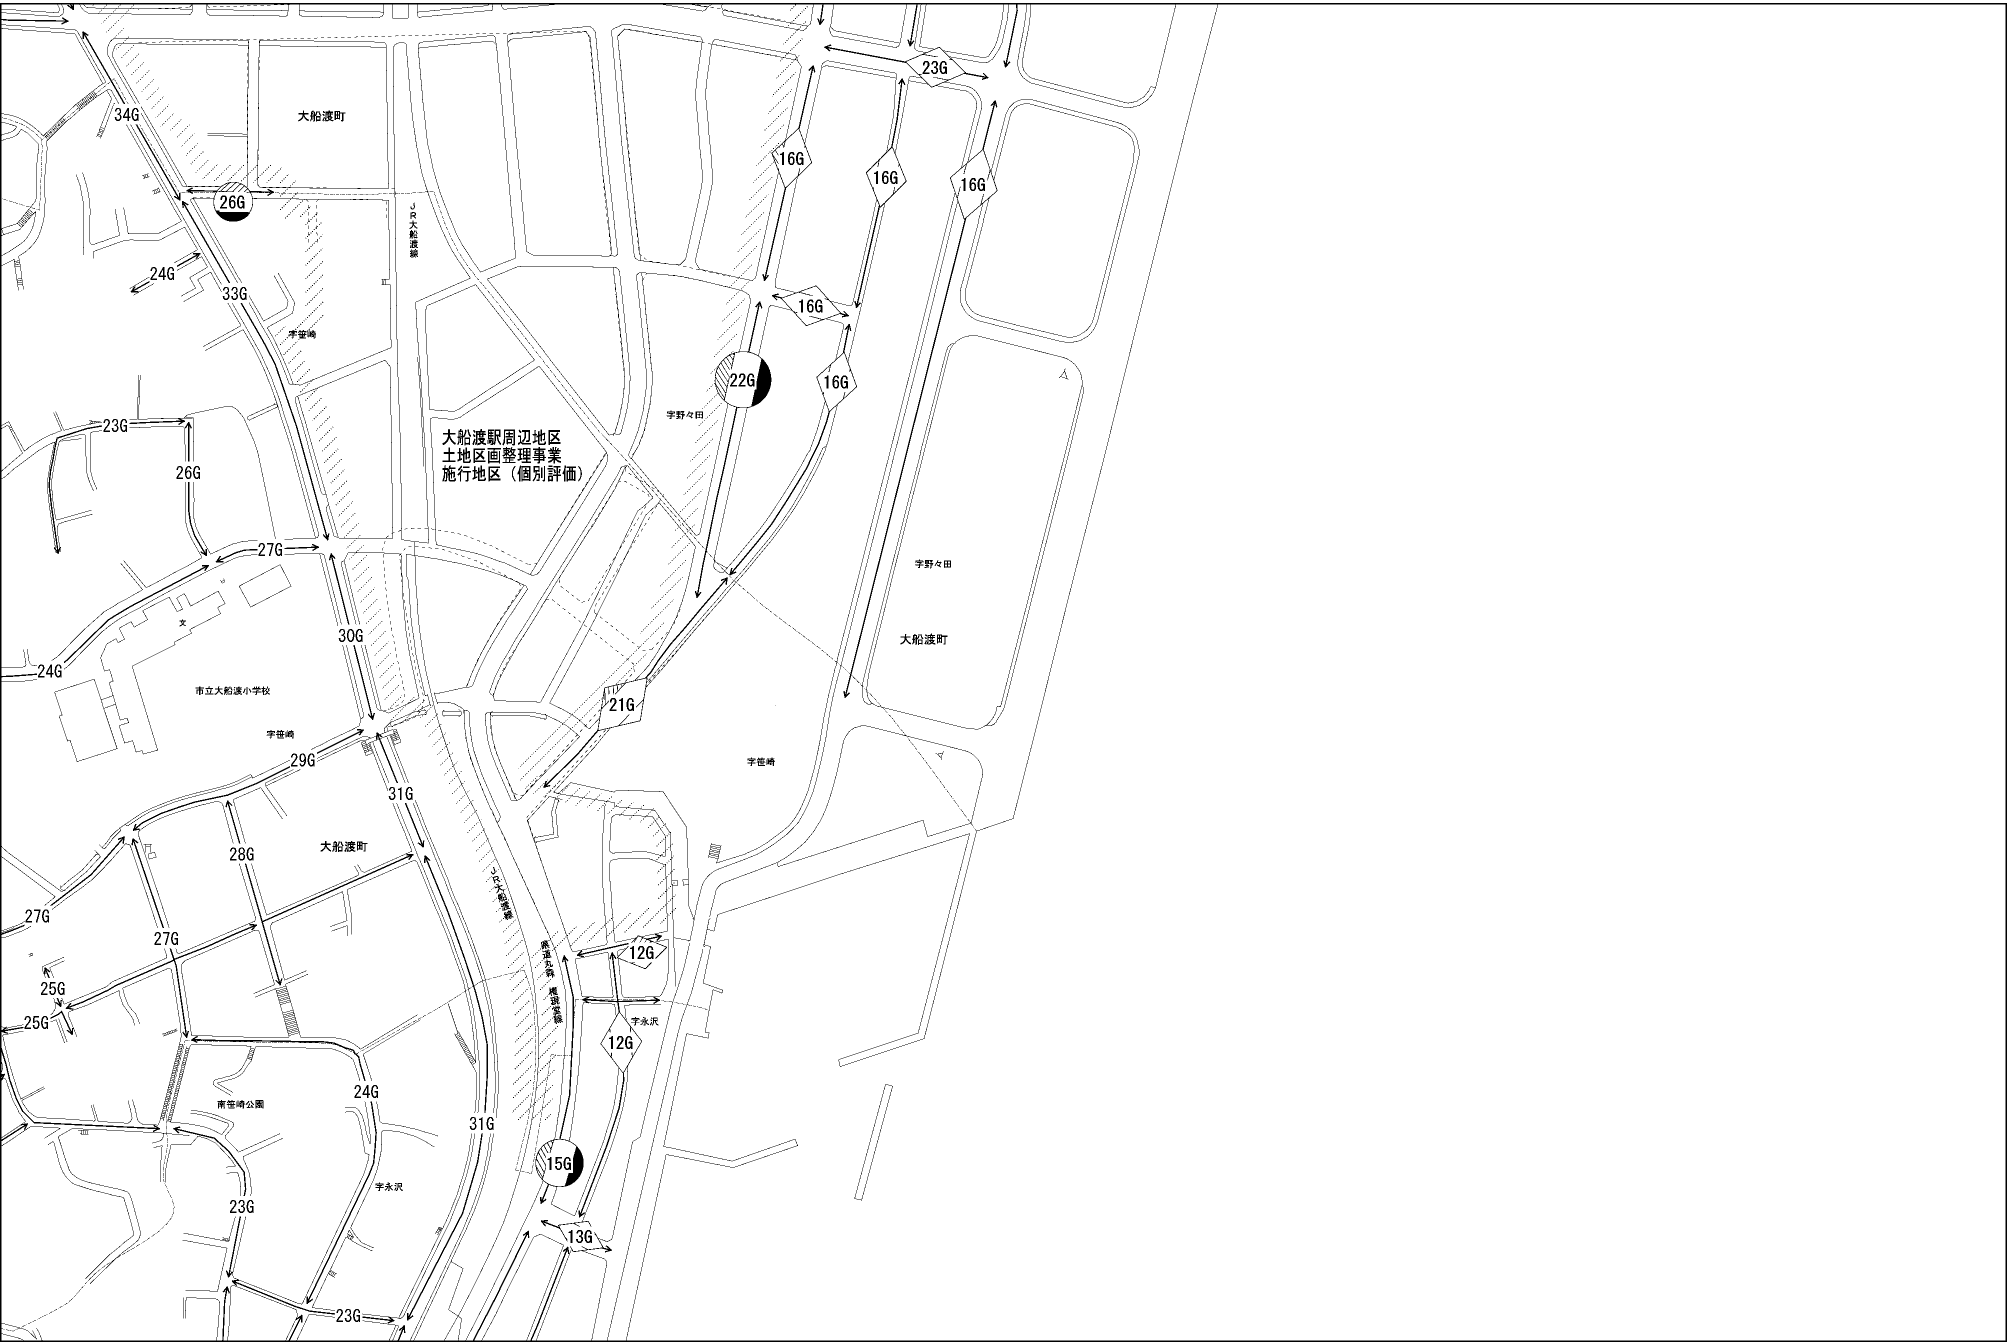 23G
34G
大船渡町
16G
16G
16G
26G
JR大船渡線
24G
33G
16G
字笹崎
22G
16G
字野々田
23G
大船渡駅周辺地区
土地区画整理事業
施行地区（個別評価）
26G
27G
字野々田
文
30G
大船渡町
24G
市立大船渡小学校
21G
字笹崎
29G
字笹崎
31G
28G
大船渡町
JR大船渡線
27G
27G
県道丸森 権現堂線
12G
25G
25G
字永沢
12G
24G
南笹崎公園
31G
15G
字永沢
23G
13G
23G